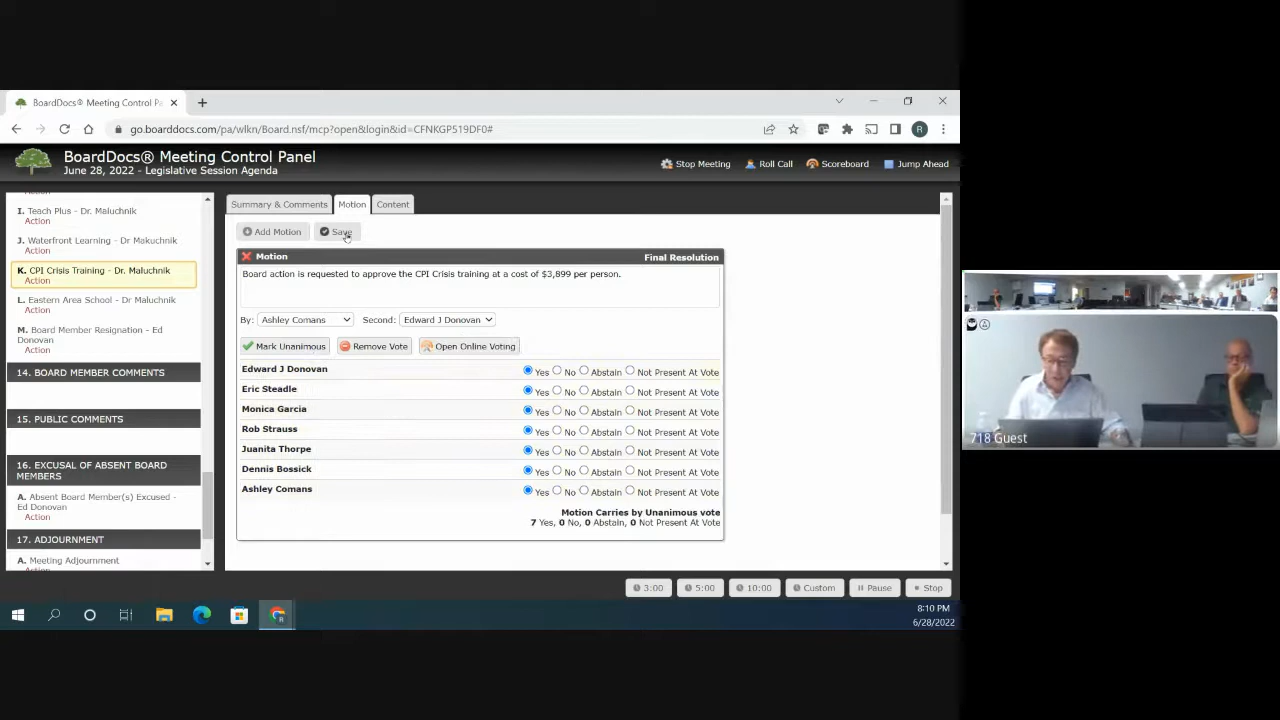 BoardDocs® Meeting Control Pa
go.boarddocs.com/pa/wlkn/Board.nsf/mcp?open&login&id=CFNKGP519DF0#
R
BoardDocs® Meeting Control Panel
June 28, 2022 - Legislative Session Agenda
Stop Meeting
Roll Call
Scoreboard
Jump Ahead
I. Teach Plus - Dr. Maluchnik
Action
J. Waterfront Learning - Dr Makuchnik
Action
K. CPI Crisis Training - Dr. Maluchnik
Action
L. Eastern Area School - Dr Maluchnik
Action
M. Board Member Resignation - Ed
Donovan
Action
14. BOARD MEMBER COMMENTS
15. PUBLIC COMMENTS
16. EXCUSAL OF ABSENT BOARD
MEMBERS
A. Absent Board Member(s) Excused -
Ed Donovan
Action
17. ADJOURNMENT
A. Meeting Adjournment
Summary & Comments
Motion
Content
Add Motion
Save
Motion
Final Resolution
Board action is requested to approve the CPI Crisis training at a cost of $3,899 per person.
By: Ashley Comans Second: Edward J Donovan
Mark Unanimous
Remove Vote
Open Online Voting
Edward J Donovan Yes No Abstain Not Present At Vote
Eric Steadle Yes No Abstain Not Present At Vote
Monica Garcia Yes No Abstain Not Present At Vote
Rob Strauss Yes No Abstain Not Present At Vote
Juanita Thorpe Yes No Abstain Not Present At Vote
Dennis Bossick Yes No Abstain Not Present At Vote
Ashley Comans Yes No Abstain Not Present At Vote
Motion Carries by Unanimous vote
7 Yes, 0 No, 0 Abstain, 0 Not Present At Vote
3:00
5:00
10:00
Custom
Pause
Stop
8:10 PM
6/28/2022
718 Guest